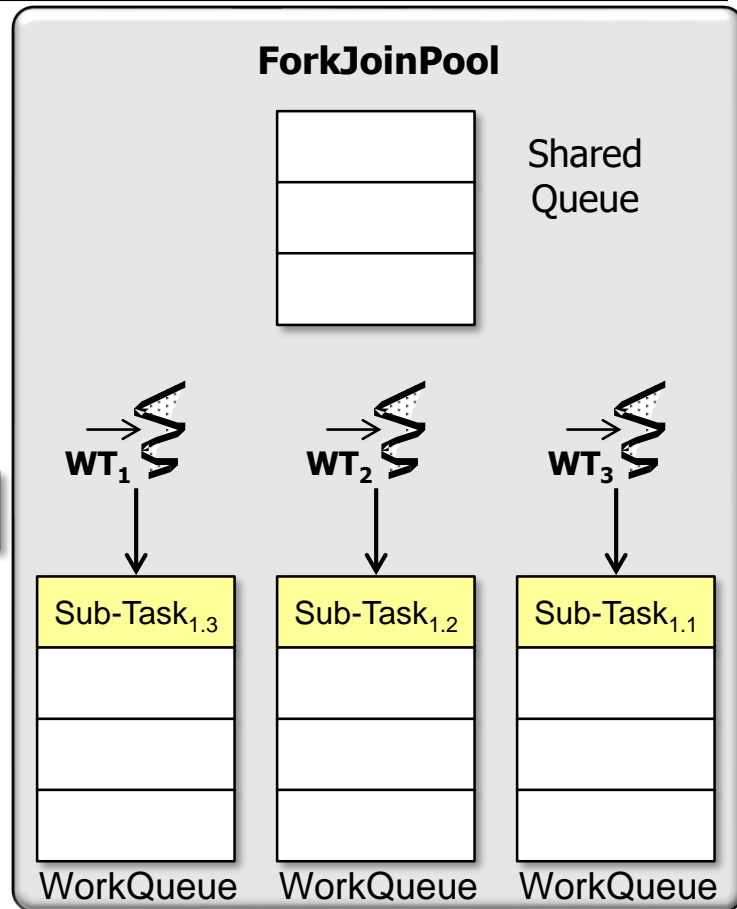 ForkJoinPool
Shared
Queue
WT₁ WT₂ WT₃
Sub-Task₁.₃ Sub-Task₁.₂ Sub-Task₁.₁
WorkQueue WorkQueue WorkQueue